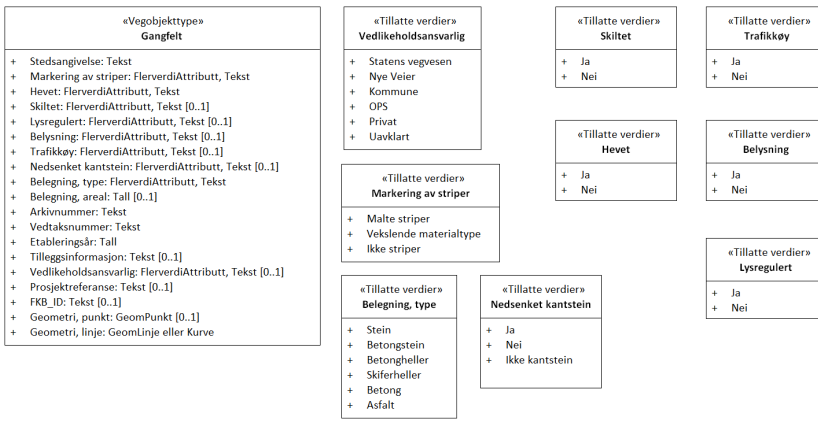 «Vegobjekttype»
Gangfelt
+ Stedsangivelse: Tekst
+ Markering av striper: FlerverdiAttributt, Tekst
+ Hevet: FlerverdiAttributt, Tekst
+ Skiltet: FlerverdiAttributt, Tekst [0..1]
+ Lysregulert: FlerverdiAttributt, Tekst [0..1]
+ Belysning: FlerverdiAttributt, Tekst [0..1]
+ Trafikkøy: FlerverdiAttributt, Tekst [0..1]
+ Nedsenket kantstein: FlerverdiAttributt, Tekst [0..1]
+ Belegning, type: FlerverdiAttributt, Tekst
+ Belegning, areal: Tall [0..1]
+ Arkivnummer: Tekst
+ Vedtaksnummer: Tekst
+ Etableringsår: Tall
+ Tilleggsinformasjon: Tekst [0..1]
+ Vedlikeholdsansvarlig: FlerverdiAttributt, Tekst [0..1]
+ Prosjektreferanse: Tekst [0..1]
+ FKB_ID: Tekst [0..1]
+ Geometri, punkt: GeomPunkt [0..1]
+ Geometri, linje: GeomLinje eller Kurve
«Tillatte verdier»
Vedlikeholdsansvarlig
+ Statens vegvesen
+ Nye Veier
+ Kommune
+ OPS
+ Privat
+ Uavklart
«Tillatte verdier»
Markering av striper
+ Malte striper
+ Vekslende materialtype
+ Ikke striper
«Tillatte verdier»
Belegning, type
+ Stein
+ Betongstein
+ Betongheller
+ Skiferheller
+ Betong
+ Asfalt
«Tillatte verdier»
Nedsenket kantstein
+ Ja
+ Nei
+ Ikke kantstein
«Tillatte verdier»
Skiltet
+ Ja
+ Nei
«Tillatte verdier»
Hevet
+ Ja
+ Nei
«Tillatte verdier»
Trafikkøy
+ Ja
+ Nei
«Tillatte verdier»
Belysning
+ Ja
+ Nei
«Tillatte verdier»
Lysregulert
+ Ja
+ Nei